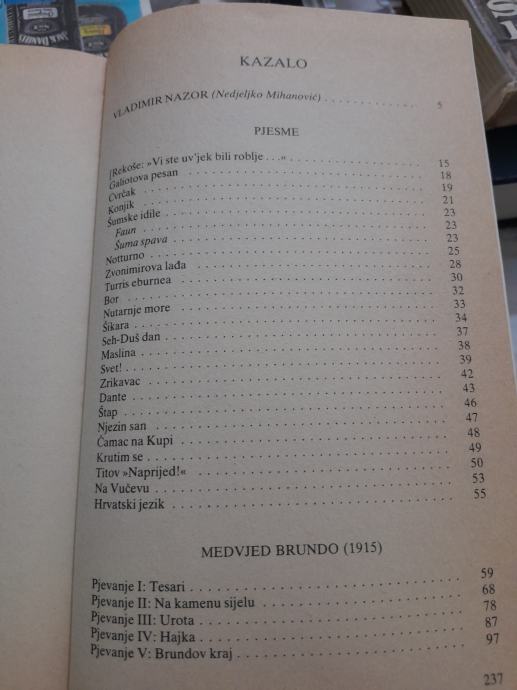 JACK DANIEL'S
KAZALO
VLADIMIR NAZOR (Nedjeljko Mihanović) . . . . . . . . . . . . 5
PJESME
[Rekoše: »Vi ste uv'jek bili roblje . . .« . . . . . . . . . . . . 15
Galiotova pesan . . . . . . . . . . . . 18
Cvrčak . . . . . . . . . . . . 19
Konjik . . . . . . . . . . . . 21
Šumske idile . . . . . . . . . . . . 23
Faun . . . . . . . . . . . . 23
Šuma spava . . . . . . . . . . . . 23
Notturno . . . . . . . . . . . . 25
Zvonimirova lađa . . . . . . . . . . . . 28
Turris eburnea . . . . . . . . . . . . 30
Bor . . . . . . . . . . . . 32
Nutarnje more . . . . . . . . . . . . 33
Šikara . . . . . . . . . . . . 34
Seh-Duš dan . . . . . . . . . . . . 37
Maslina . . . . . . . . . . . . 38
Svet! . . . . . . . . . . . . 39
Zrikavac . . . . . . . . . . . . 42
Dante . . . . . . . . . . . . 43
Štap . . . . . . . . . . . . 46
Njezin san . . . . . . . . . . . . 47
Čamac na Kupi . . . . . . . . . . . . 48
Krutim se . . . . . . . . . . . . 49
Titov »Naprijed!« . . . . . . . . . . . . 50
Na Vučevu . . . . . . . . . . . . 53
Hrvatski jezik . . . . . . . . . . . . 55
MEDVJED BRUNDO (1915)
Pjevanje I: Tesari . . . . . . . . . . . . 59
Pjevanje II: Na kamenu sijelu . . . . . . . . . . . . 68
Pjevanje III: Urota . . . . . . . . . . . . 78
Pjevanje IV: Hajka . . . . . . . . . . . . 87
Pjevanje V: Brundov kraj . . . . . . . . . . . . 97
237